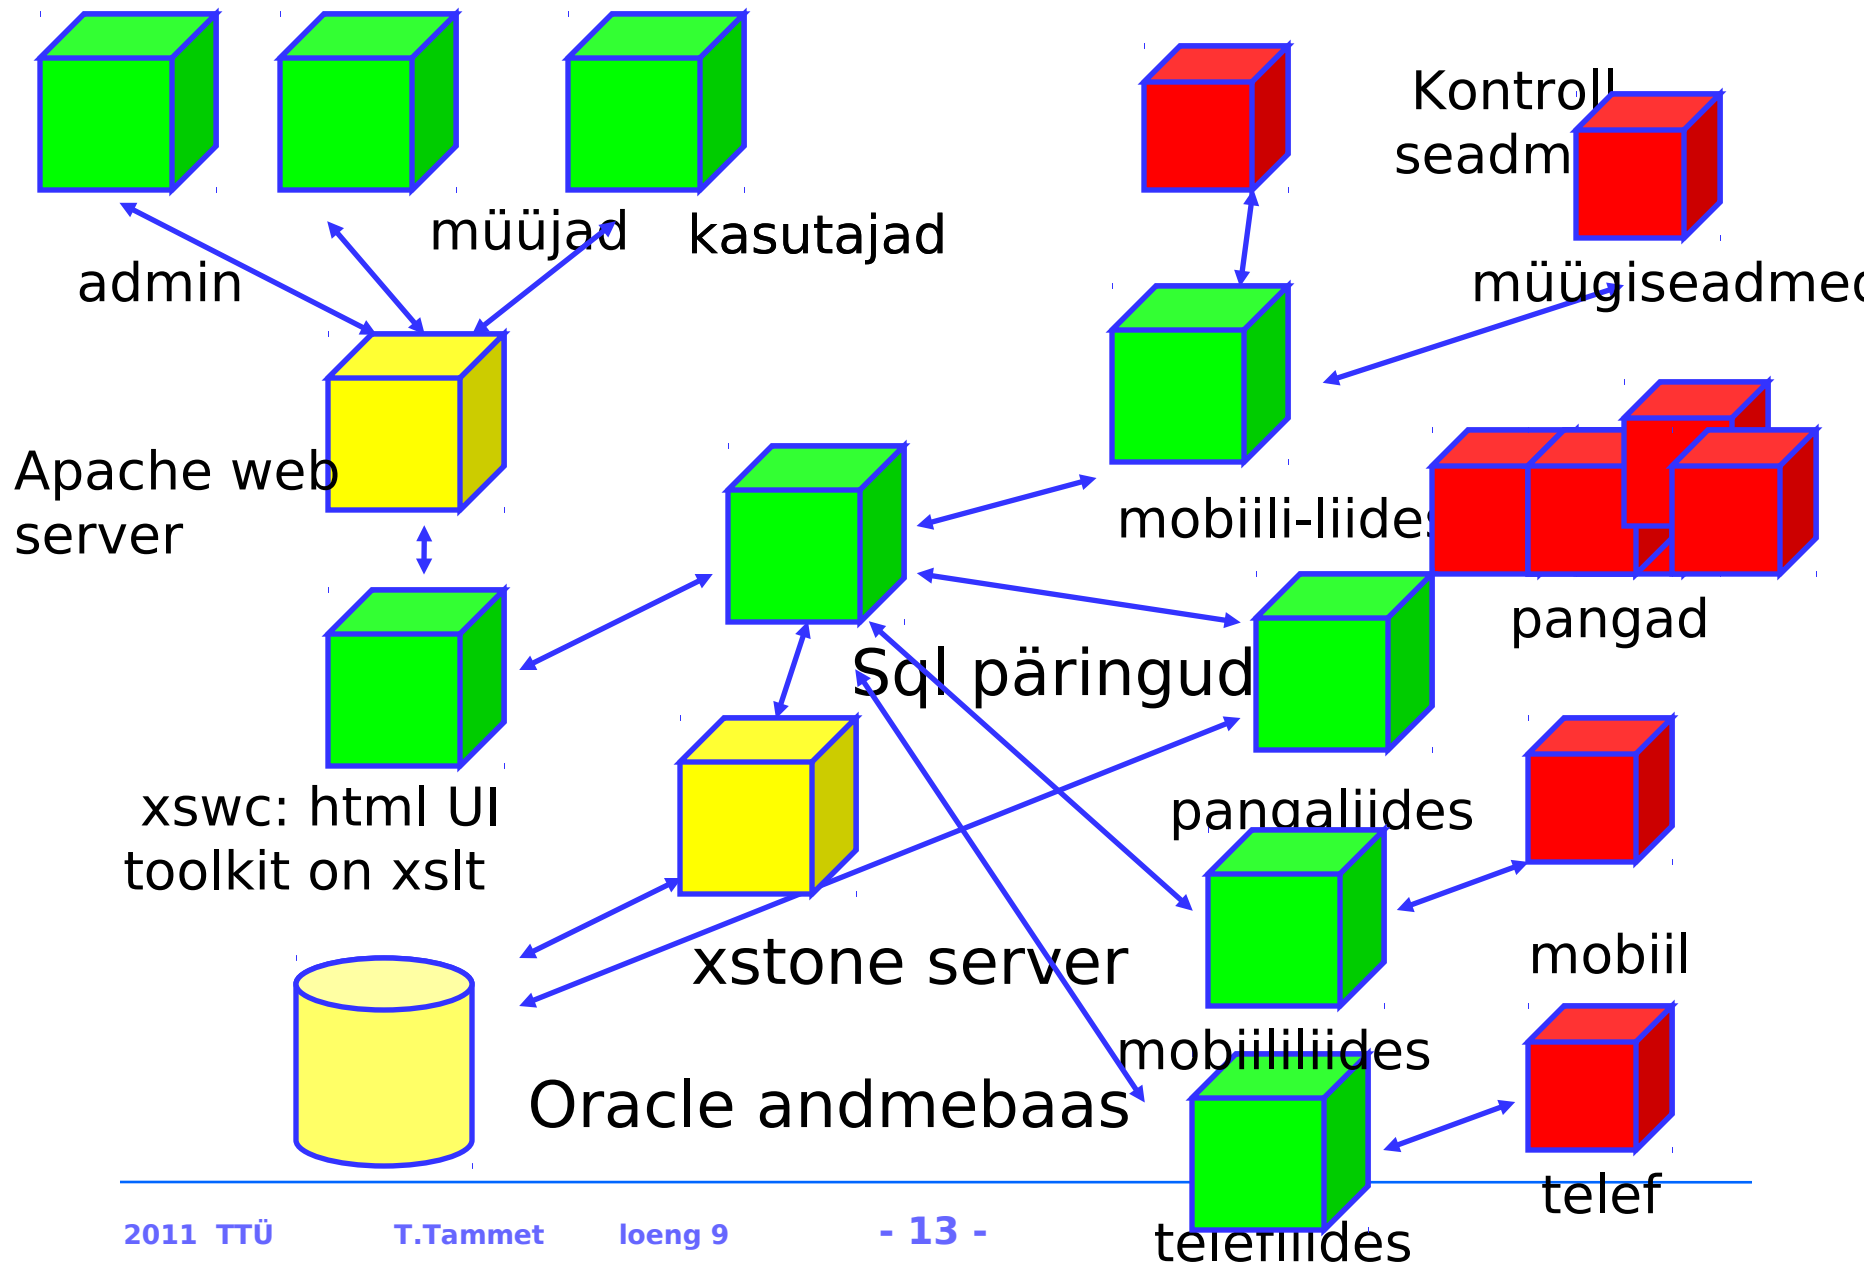 Kontroll
seadm
müüjad
kasutajad
admin
müügiseadmed
Apache web
server
mobiili-liides
pangad
Sql päringud
xswc: html UI
toolkit on xslt
pangaliides
xstone server
mobiil
mobiililiides
Oracle andmebaas
telef
telefiliides
2011 TTÜ T.Tammet loeng 9 - 13 -